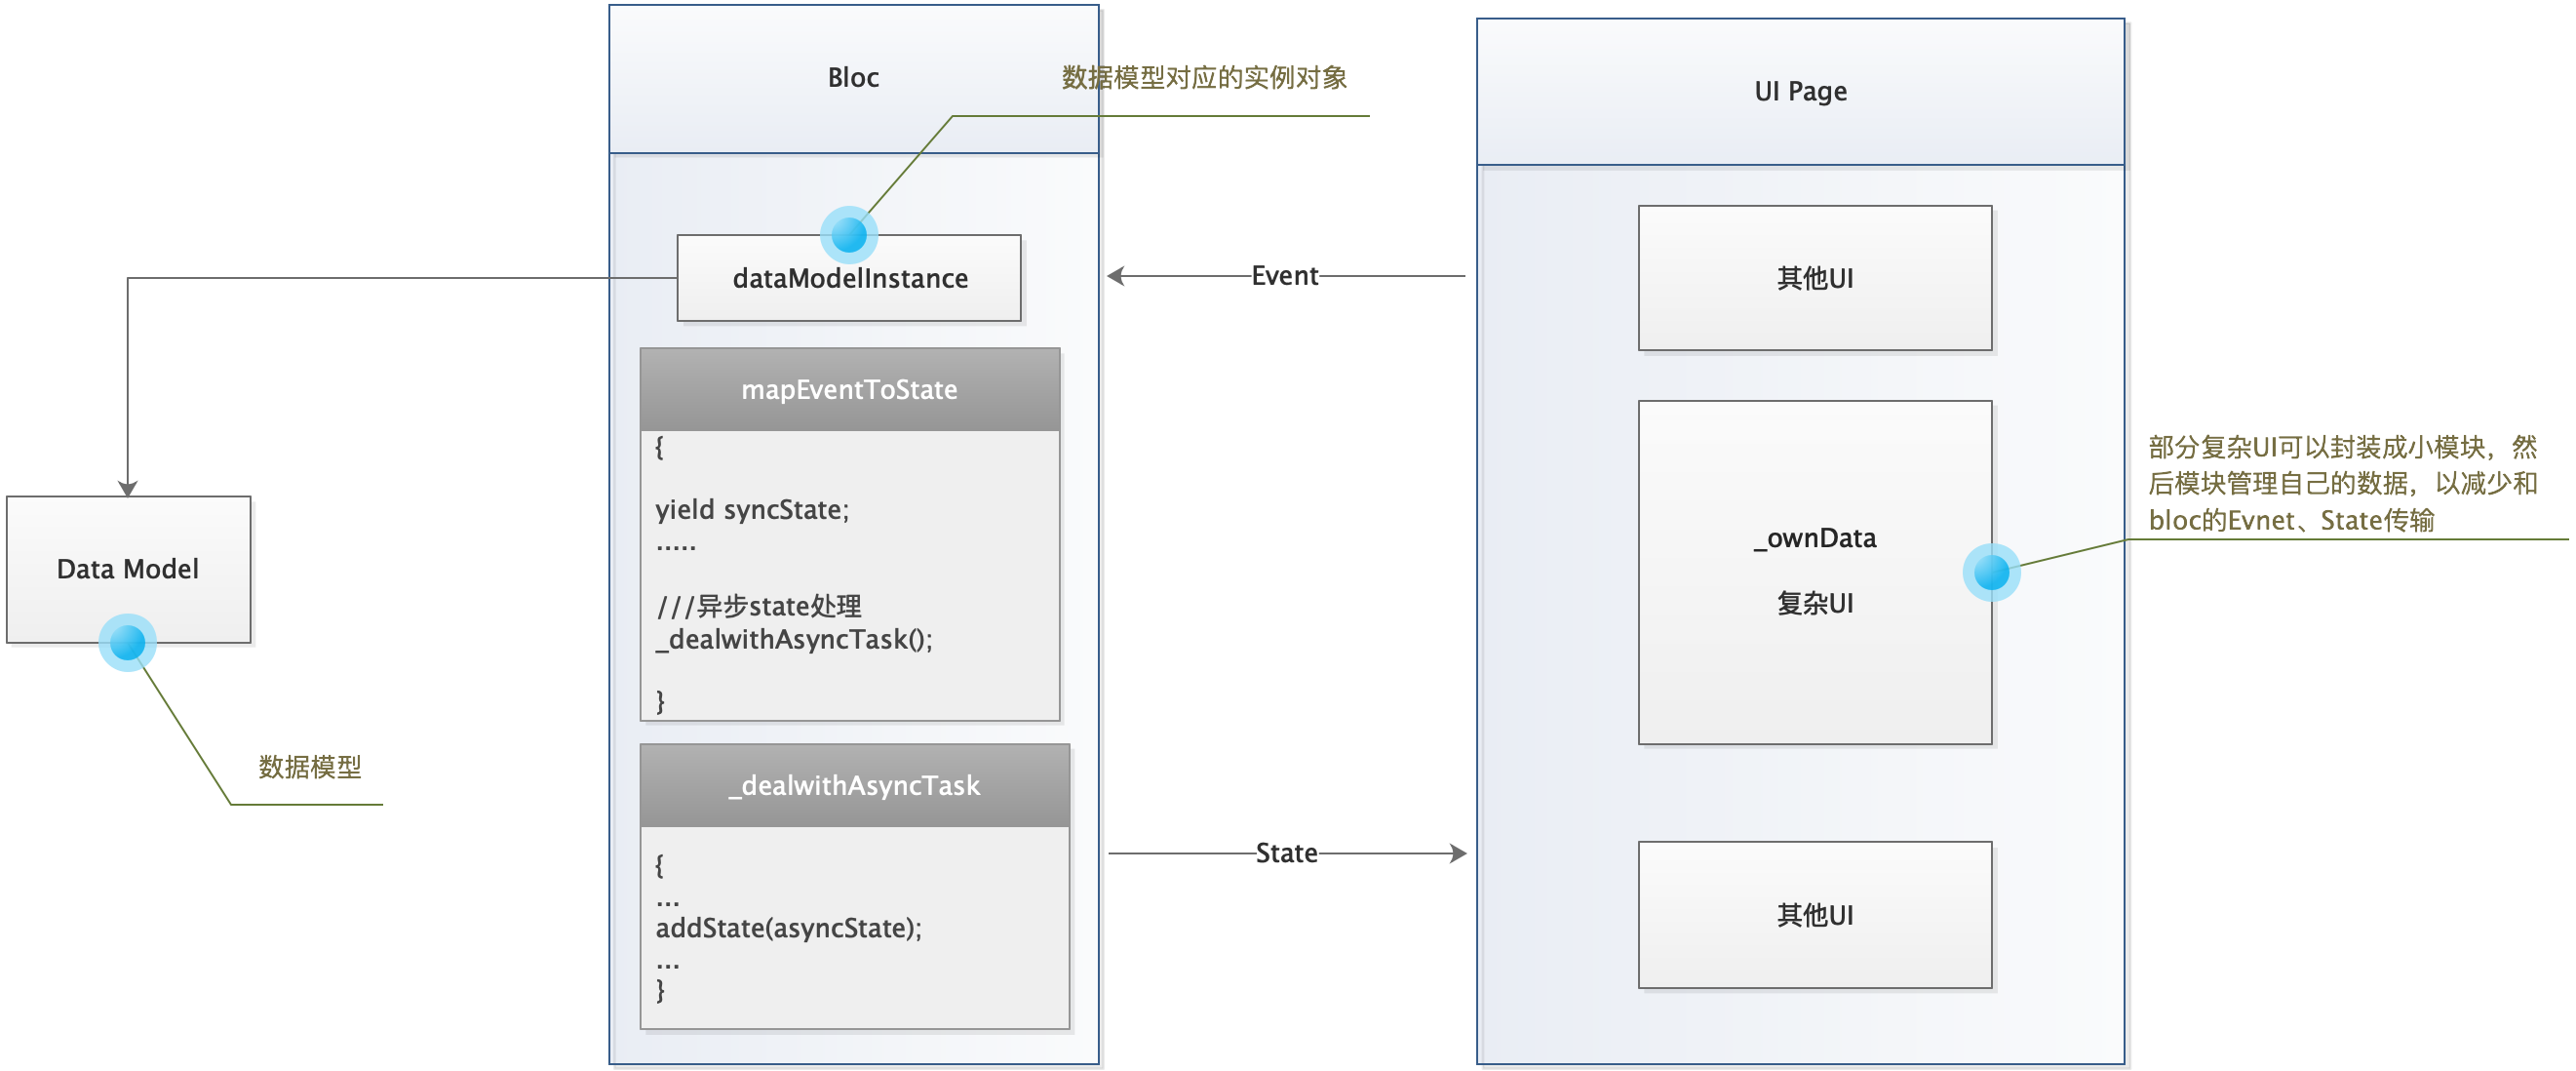 Bloc
数据模型对应的实例对象
UI Page
dataModelInstance
Event
其他UI
mapEventToState
{
yield syncState;
.....
///异步state处理
_dealwithAsyncTask();
}
Data Model
数据模型
_ownData
复杂UI
部分复杂UI可以封装成小模块，然
后模块管理自己的数据，以减少和
bloc的Evnet、State传输
_dealwithAsyncTask
{
...
addState(asyncState);
...
}
State
其他UI